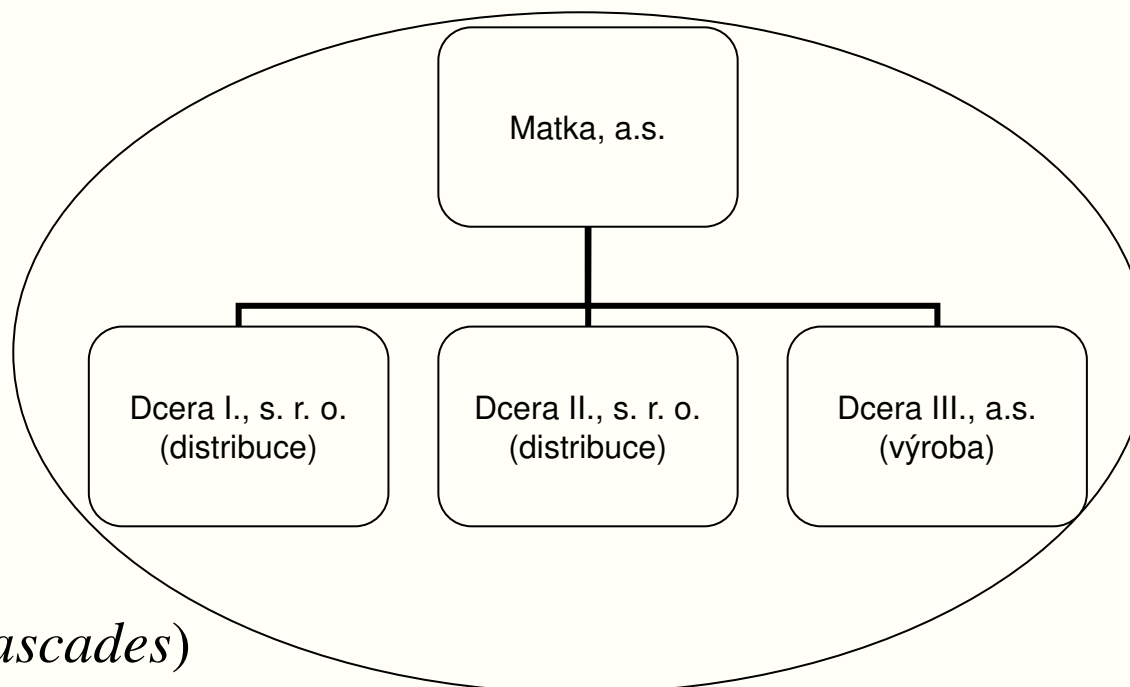 Matka, a.s.
Dcera I., s. r. o.
(distribuce)
Dcera II., s. r. o.
(distribuce)
Dcera III., a.s.
(výroba)
ascades)